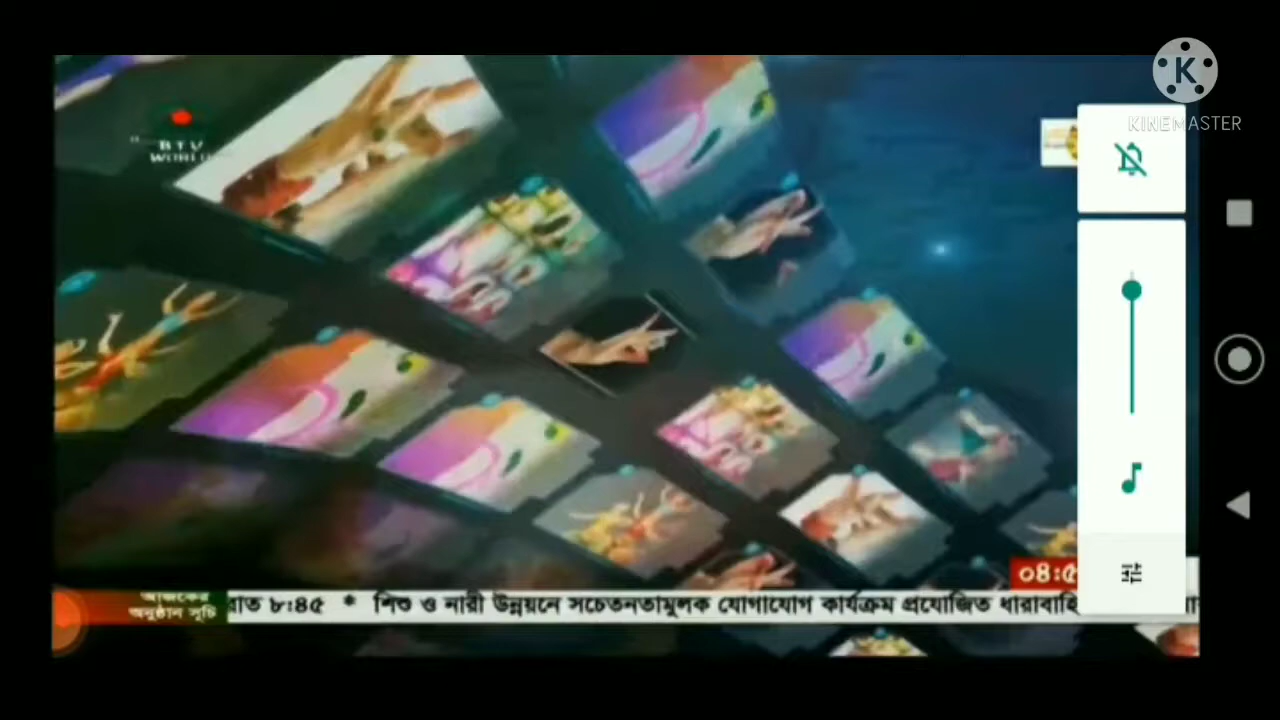 KINEMASTER
BTV
WORLD
০৪:৫
আজকের
অনুষ্ঠান সূচি
রাত ৮:৪৫ * শিশু ও নারী উন্নয়নে সচেতনতামূলক যোগাযোগ কার্যক্রম প্রযোজিত